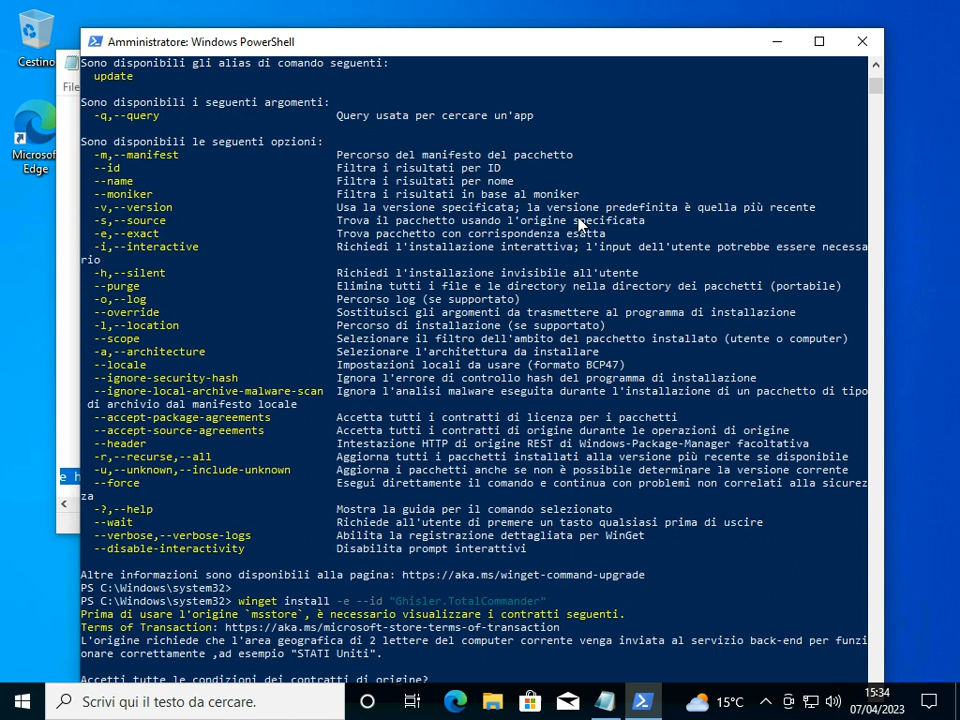 Cestino
Microsof
Edge
File
e h
Amministratore: Windows PowerShell
Sono disponibili gli alias di comando seguenti:
update
Sono disponibili i seguenti argomenti:
-q,--query Query usata per cercare un'app
Sono disponibili le seguenti opzioni:
-m,--manifest Percorso del manifesto del pacchetto
--id Filtra i risultati per ID
--name Filtra i risultati per nome
--moniker Filtra i risultati in base al moniker
-v,--version Usa la versione specificata; la versione predefinita è quella più recente
-s,--source Trova il pacchetto usando l'origine specificata
-e,--exact Trova pacchetto con corrispondenza esatta
-i,--interactive Richiedi l'installazione interattiva; l'input dell'utente potrebbe essere necessa
rio
-h,--silent Richiedi l'installazione invisibile all'utente
--purge Elimina tutti i file e le directory nella directory dei pacchetti (portabile)
-o,--log Percorso log (se supportato)
--override Sostituisci gli argomenti da trasmettere al programma di installazione
-l,--location Percorso di installazione (se supportato)
--scope Selezionare il filtro dell'ambito del pacchetto installato (utente o computer)
-a,--architecture Selezionare l'architettura da installare
--locale Impostazioni locali da usare (formato BCP47)
--ignore-security-hash Ignora l'errore di controllo hash del programma di installazione
--ignore-local-archive-malware-scan Ignora l'analisi malware eseguita durante l'installazione di un pacchetto di tipo
di archivio dal manifesto locale
--accept-package-agreements Accetta tutti i contratti di licenza per i pacchetti
--accept-source-agreements Accetta tutti i contratti di origine durante le operazioni di origine
--header Intestazione HTTP di origine REST di Windows-Package-Manager facoltativa
-r,--recurse,--all Aggiorna tutti i pacchetti installati alla versione più recente se disponibile
-u,--unknown,--include-unknown Aggiorna i pacchetti anche se non è possibile determinare la versione corrente
--force Esegui direttamente il comando e continua con problemi non correlati alla sicurez
za
-?,--help Mostra la guida per il comando selezionato
--wait Richiede all'utente di premere un tasto qualsiasi prima di uscire
--verbose,--verbose-logs Abilita la registrazione dettagliata per WinGet
--disable-interactivity Disabilita prompt interattivi
Altre informazioni sono disponibili alla pagina: https://aka.ms/winget-command-upgrade
PS C:\Windows\system32>
PS C:\Windows\system32> winget install -e --id "Ghisler.TotalCommander"
Prima di usare l'origine `msstore`, è necessario visualizzare i contratti seguenti.
Terms of Transaction: https://aka.ms/microsoft-store-terms-of-transaction
L'origine richiede che l'area geografica di 2 lettere del computer corrente venga inviata al servizio back-end per funzi
onare correttamente ,ad esempio "STATI Uniti".
Accetti tutte le condizioni dei contratti di origine?
Scrivi qui il testo da cercare.
15°C
15:34
07/04/2023